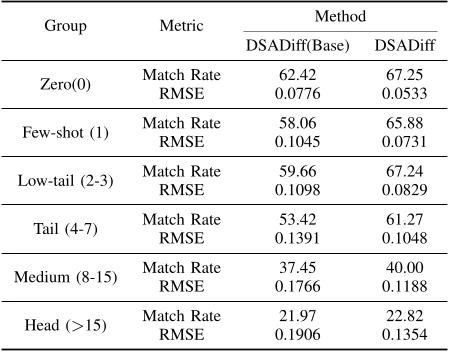 Group Metric Method
DSADiff(Base) DSADiff
Zero(0) Match Rate 62.42 67.25
RMSE 0.0776 0.0533
Few-shot (1) Match Rate 58.06 65.88
RMSE 0.1045 0.0731
Low-tail (2-3) Match Rate 59.66 67.24
RMSE 0.1098 0.0829
Tail (4-7) Match Rate 53.42 61.27
RMSE 0.1391 0.1048
Medium (8-15) Match Rate 37.45 40.00
RMSE 0.1766 0.1188
Head (>15) Match Rate 21.97 22.82
RMSE 0.1906 0.1354